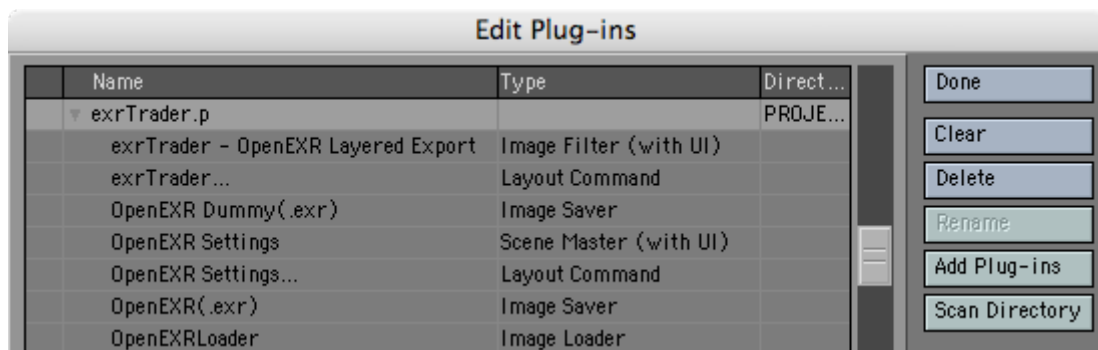 Edit Plug-ins
Name Type Direct... Done
exrTrader.p PROJE...
Clear
exrTrader - OpenEXR Layered Export Image Filter (with UI)
exrTrader... Layout Command Delete
OpenEXR Dummy(.exr) Image Saver Rename
OpenEXR Settings Scene Master (with UI)
OpenEXR Settings... Layout Command Add Plug-ins
OpenEXR(.exr) Image Saver Scan Directory
OpenEXRLoader Image Loader